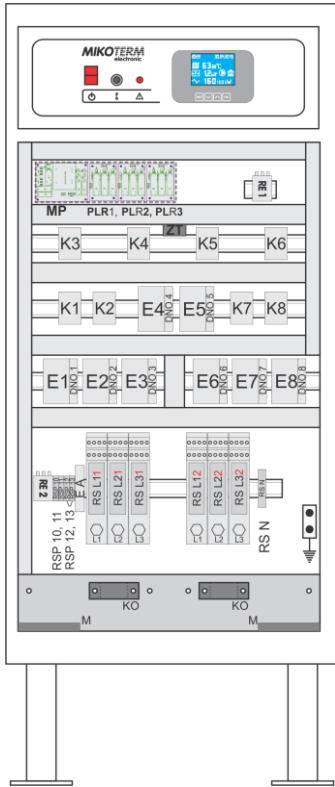 MIKOTERM
electronic
63
MP PLR1, PLR2, PLR3
RE 1
ZT
K3 K4 K5 K6
K1 K2 E4 DNO 4 E5 DNO 5 K7 K8
E1 DNO 1 E2 DNO 2 E3 DNO 3 E6 DNO 6 E7 DNO 7 E8 DNO 8
RE 2
RSP 10, 11
RSP 12, 13 <
E A
RS L11
RS L21
RS L31
RS L12
RS L22
RS L32
RS N
L1 L2 L3 L1 L2 L3
RS N
KO KO
M M